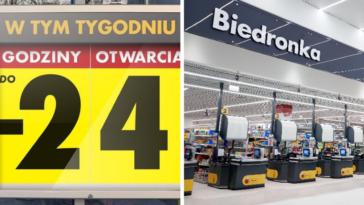 W TYM TYGODNIU
GODZINY OTWARCIA
DO
-24
Biedronka